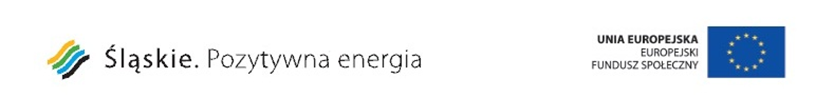 Śląskie. Pozytywna energia
UNIA EUROPEJSKA
EUROPEJSKI
FUNDUSZ SPOŁECZNY